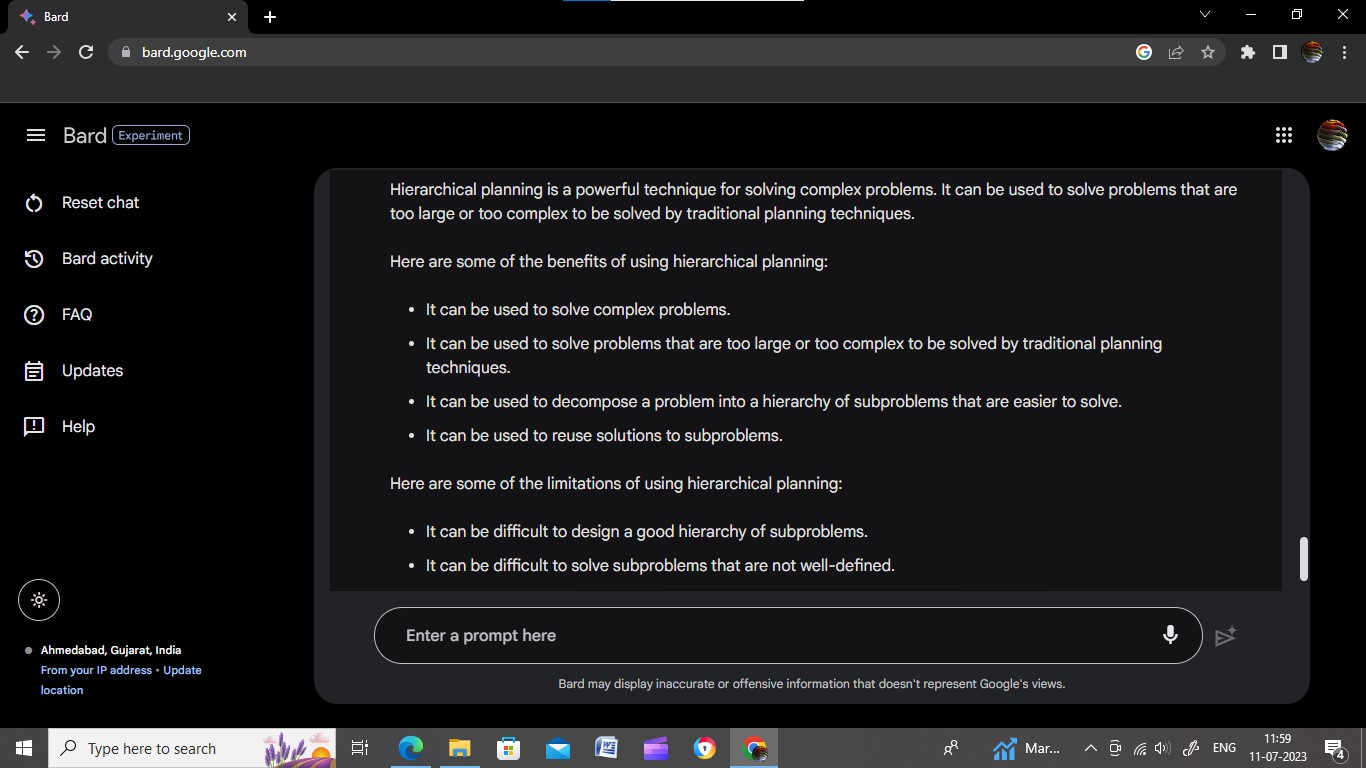 Bard
bard.google.com
Bard Experiment
Reset chat
Bard activity
FAQ
Updates
Help
Hierarchical planning is a powerful technique for solving complex problems. It can be used to solve problems that are
too large or too complex to be solved by traditional planning techniques.
Here are some of the benefits of using hierarchical planning:
• It can be used to solve complex problems.
• It can be used to solve problems that are too large or too complex to be solved by traditional planning
techniques.
• It can be used to decompose a problem into a hierarchy of subproblems that are easier to solve.
• It can be used to reuse solutions to subproblems.
Here are some of the limitations of using hierarchical planning:
• It can be difficult to design a good hierarchy of subproblems.
• It can be difficult to solve subproblems that are not well-defined.
Enter a prompt here
Bard may display inaccurate or offensive information that doesn't represent Google's views.
Ahmedabad, Gujarat, India
From your IP address • Update
location
Type here to search
Mar...
ENG
11:59
11-07-2023
4